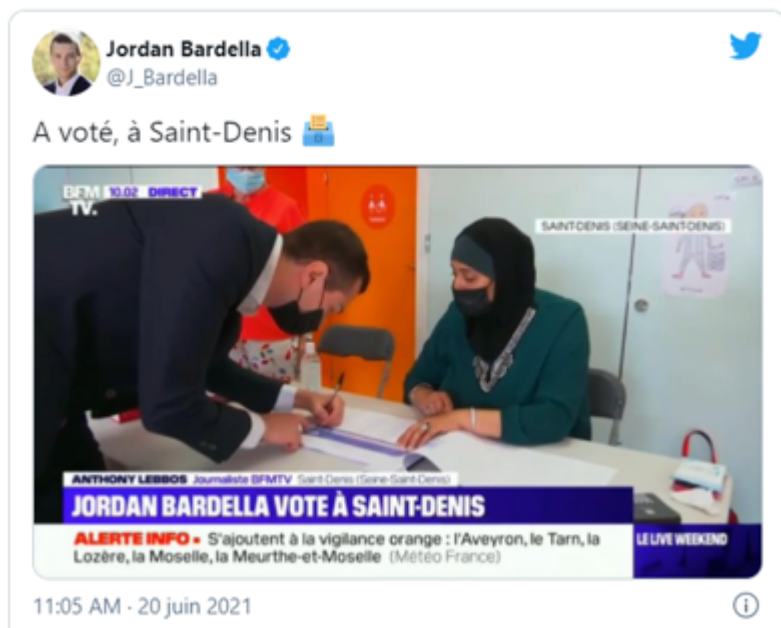 Jordan Bardella
@J_Bardella
A voté, à Saint-Denis
BFM 10.02 DIRECT
TV.
SAINT-DENIS (SEINE-SAINT-DENIS)
ANTHONY LEBBOS Journaliste BFMTV Saint-Denis (Seine-Saint-Denis)
JORDAN BARDELLA VOTE À SAINT-DENIS
ALERTE INFO • S'ajoutent à la vigilance orange : l'Aveyron, le Tarn, la
Lozère, la Moselle, la Meurthe-et-Moselle (Météo France)
LE LIVE WEEKEND
11:05 AM · 20 juin 2021